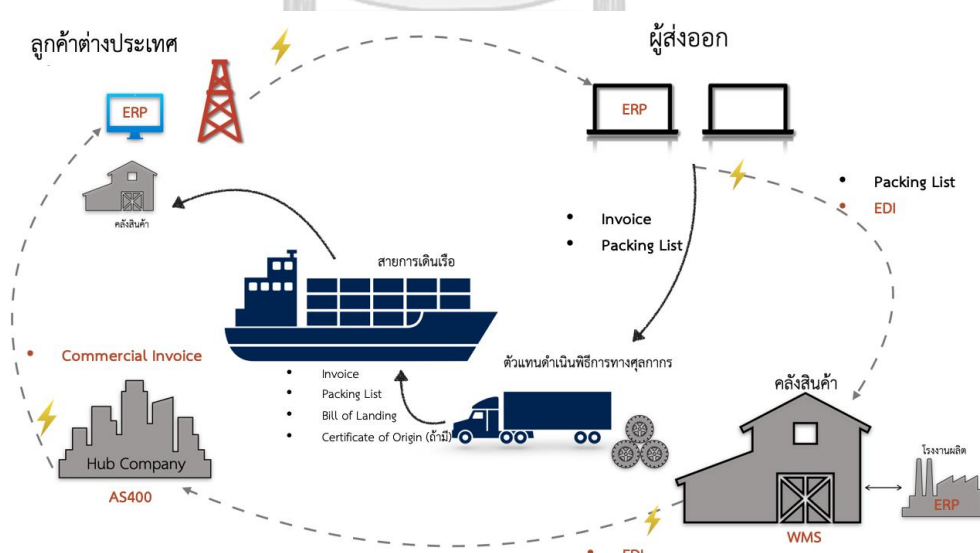 ลูกค้าต่างประเทศ
ผู้ส่งออก
ERP
ERP
คลังสินค้า
• Packing List
• EDI
• Invoice
• Packing List
สายการเดินเรือ
• Commercial Invoice
ตัวแทนดำเนินพิธีการทางศุลกากร
• Invoice
• Packing List
• Bill of Landing
• Certificate of Origin (ถ้ามี)
คลังสินค้า
Hub Company
AS400
โรงงานผลิต
ERP
WMS
• EDI